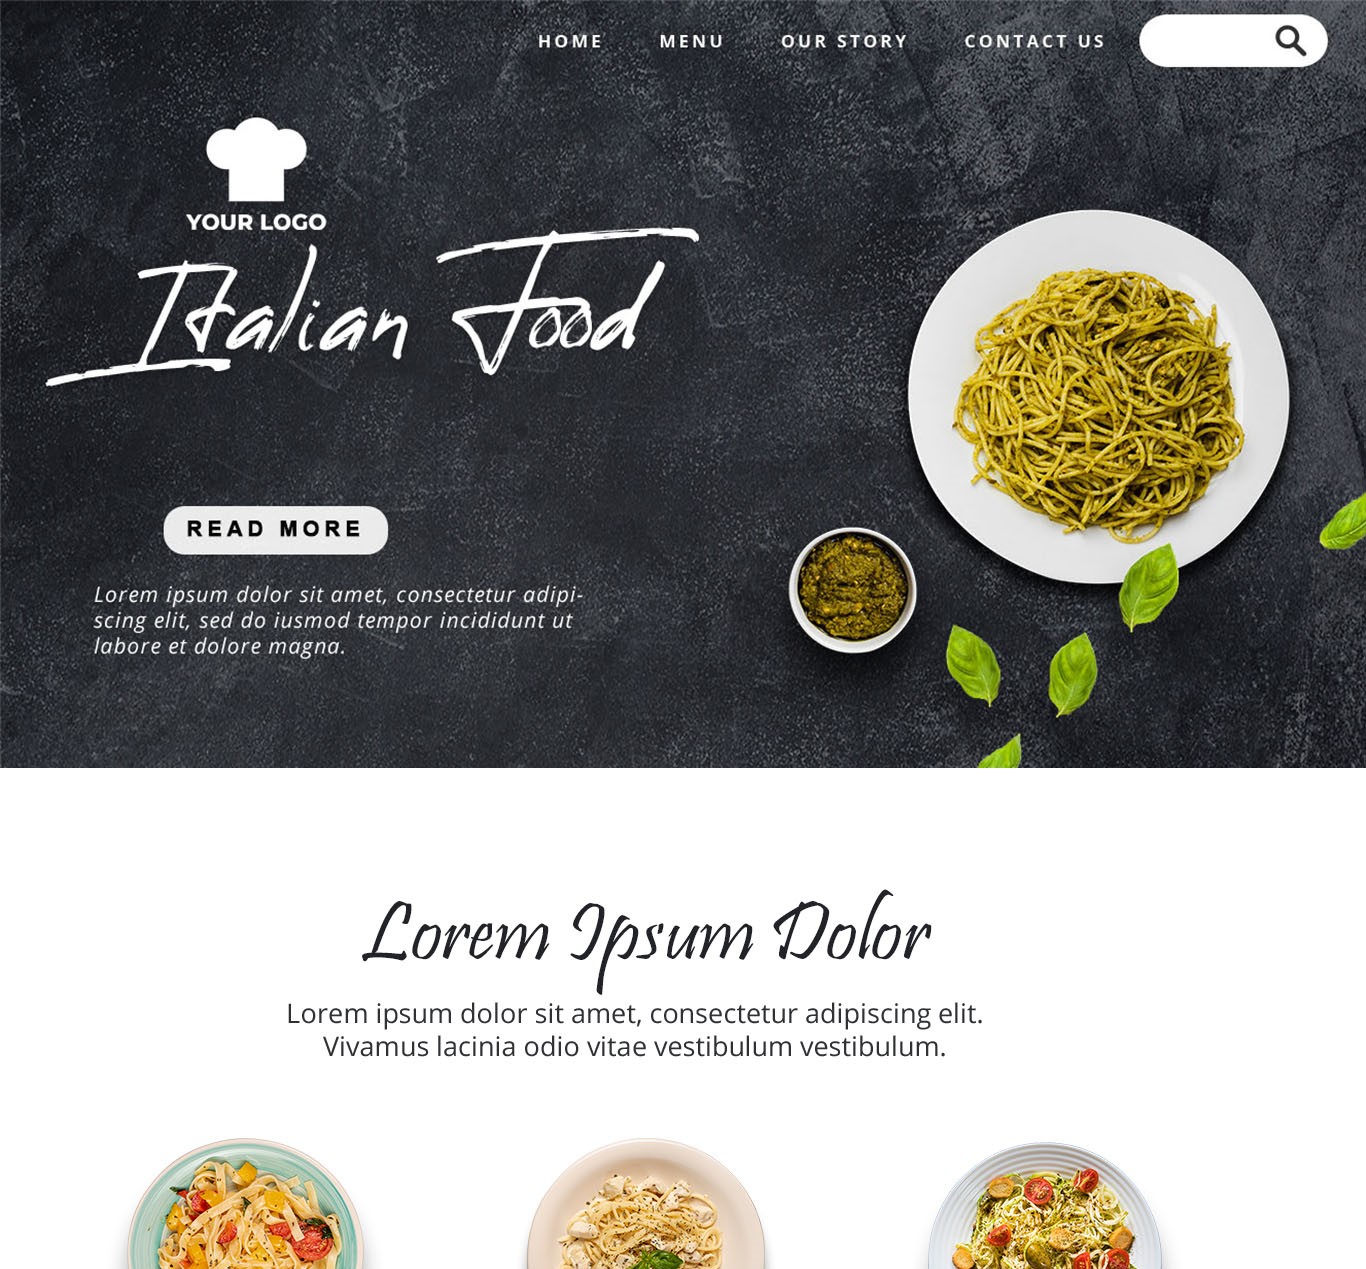 HOME MENU OUR STORY CONTACT US
YOUR LOGO
Italian Food
READ MORE
Lorem ipsum dolor sit amet, consectetur adipi-
scing elit, sed do iusmod tempor incididunt ut
labore et dolore magna.
Lorem Ipsum Dolor
Lorem ipsum dolor sit amet, consectetur adipiscing elit.
Vivamus lacinia odio vitae vestibulum vestibulum.